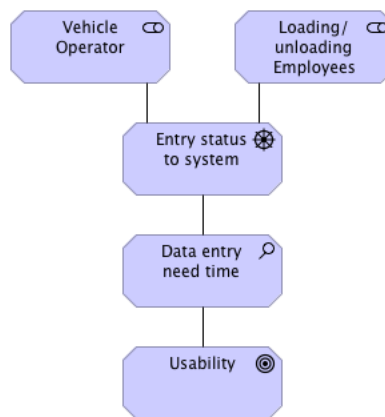 Vehicle
Operator
Loading/
unloading
Employees
Entry status
to system
Data entry
need time
Usability